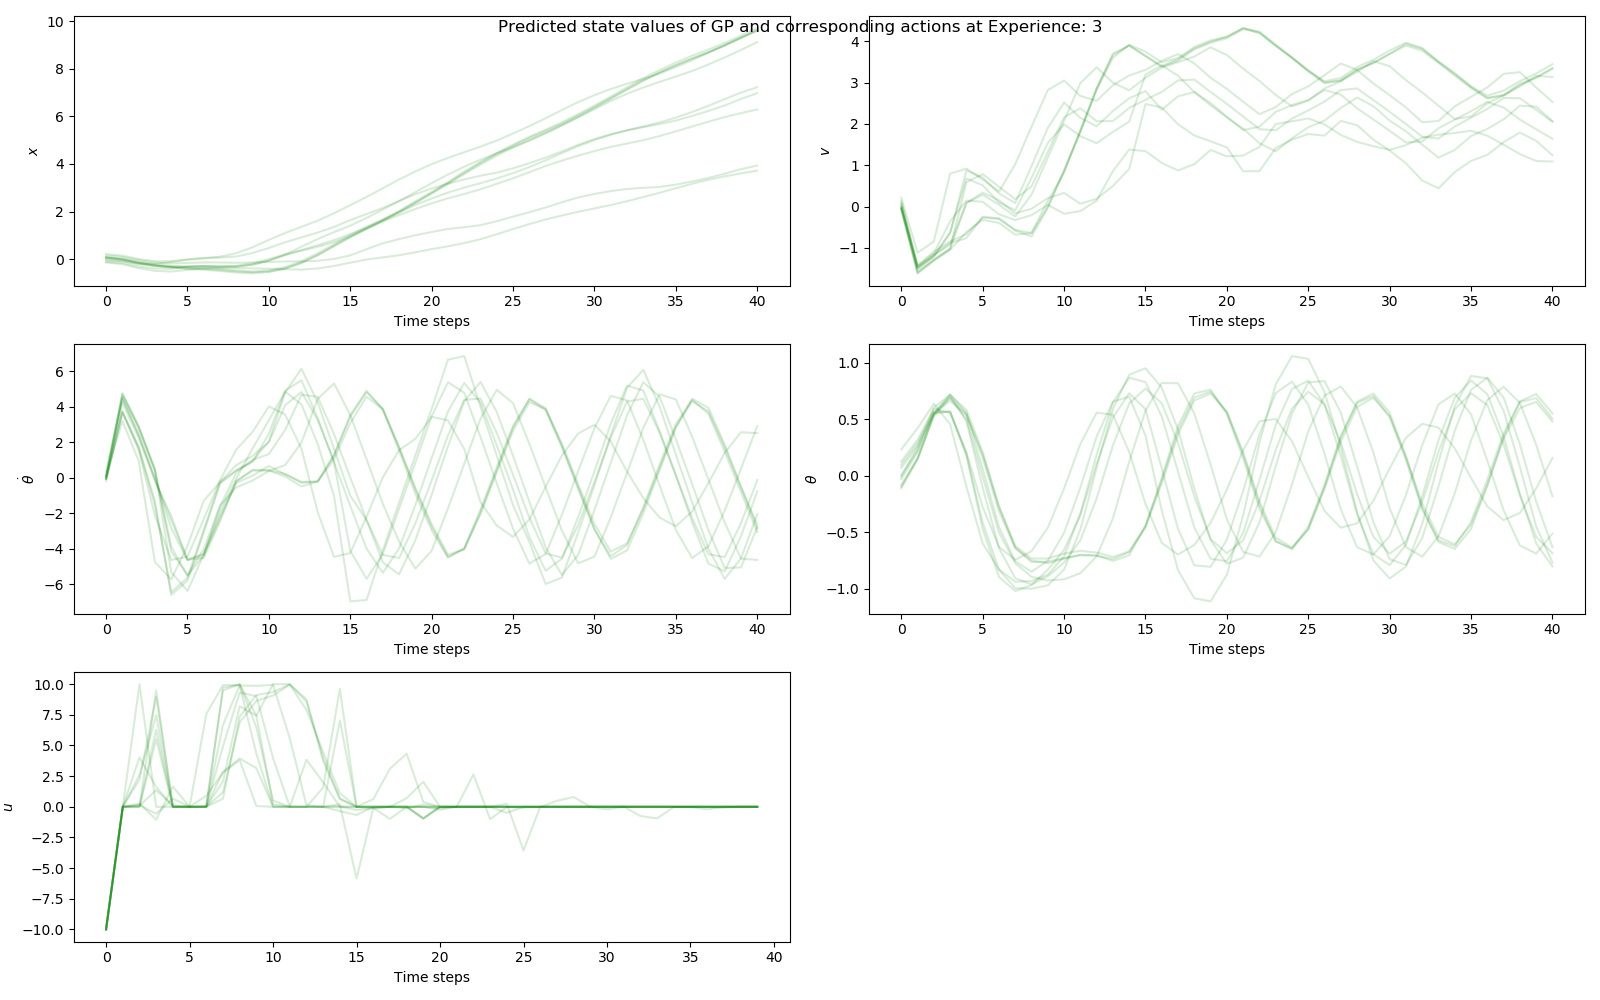 Predicted state values of GP and corresponding actions at Experience: 3
10
8
6
4
2
0
x
0 5 10 15 20 25 30 35 40
Time steps
4
3
2
1
0
−1
v
0 5 10 15 20 25 30 35 40
Time steps
6
4
2
0
−2
−4
−6
θ̇
0 5 10 15 20 25 30 35 40
Time steps
1.0
0.5
0.0
−0.5
−1.0
θ
0 5 10 15 20 25 30 35 40
Time steps
10.0
7.5
5.0
2.5
0.0
−2.5
−5.0
−7.5
−10.0
u
0 5 10 15 20 25 30 35 40
Time steps